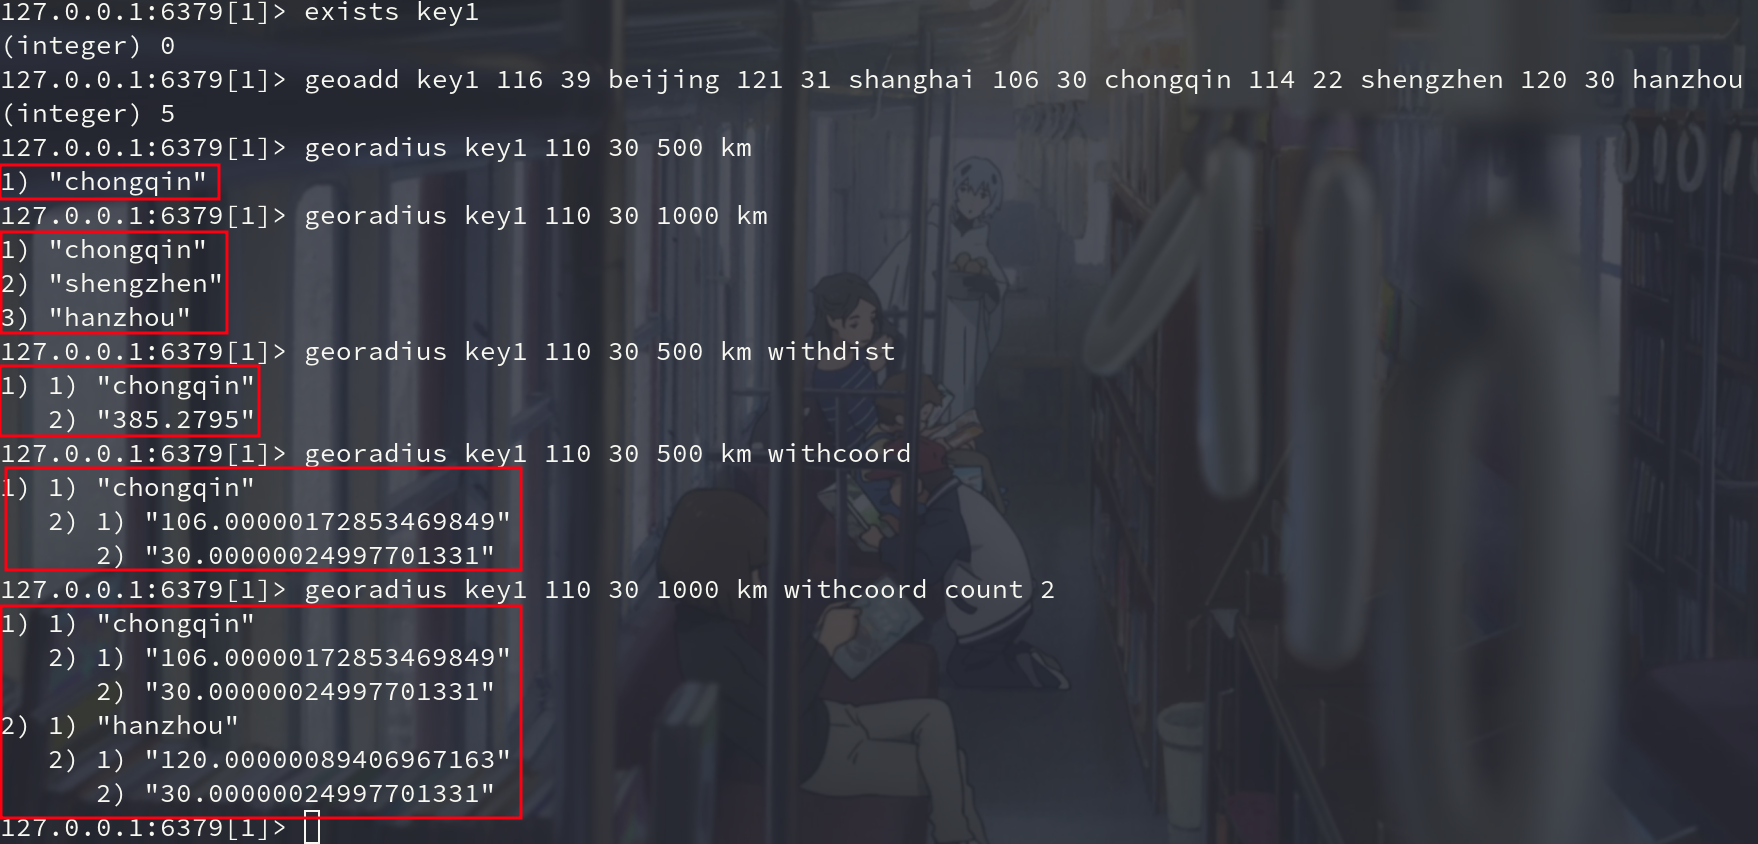 127.0.0.1:6379[1]> exists key1
(integer) 0
127.0.0.1:6379[1]> geoadd key1 116 39 beijing 121 31 shanghai 106 30 chongqin 114 22 shengzhen 120 30 hanzhou
(integer) 5
127.0.0.1:6379[1]> georadius key1 110 30 500 km
1) "chongqin"
127.0.0.1:6379[1]> georadius key1 110 30 1000 km
1) "chongqin"
2) "shengzhen"
3) "hanzhou"
127.0.0.1:6379[1]> georadius key1 110 30 500 km withdist
1) 1) "chongqin"
   2) "385.2795"
127.0.0.1:6379[1]> georadius key1 110 30 500 km withcoord
1) 1) "chongqin"
   2) 1) "106.00000172853469849"
      2) "30.00000024997701331"
127.0.0.1:6379[1]> georadius key1 110 30 1000 km withcoord count 2
1) 1) "chongqin"
   2) 1) "106.00000172853469849"
      2) "30.00000024997701331"
2) 1) "hanzhou"
   2) 1) "120.00000089406967163"
      2) "30.00000024997701331"
127.0.0.1:6379[1]>